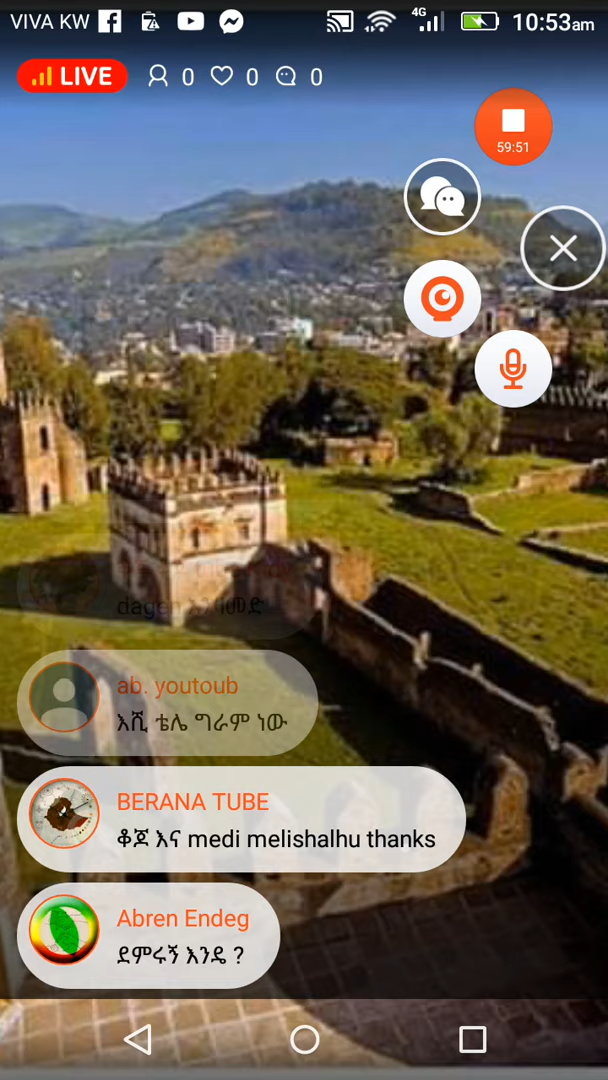 VIVA KW
4G
10:53am
LIVE 0 0 0
59:51
ab. youtoub
እሺ ቴሌ ግራም ነው
BERANA TUBE
ቆጆ እና medi melishalhu thanks
Abren Endeg
ደምሩኝ እንዴ ?